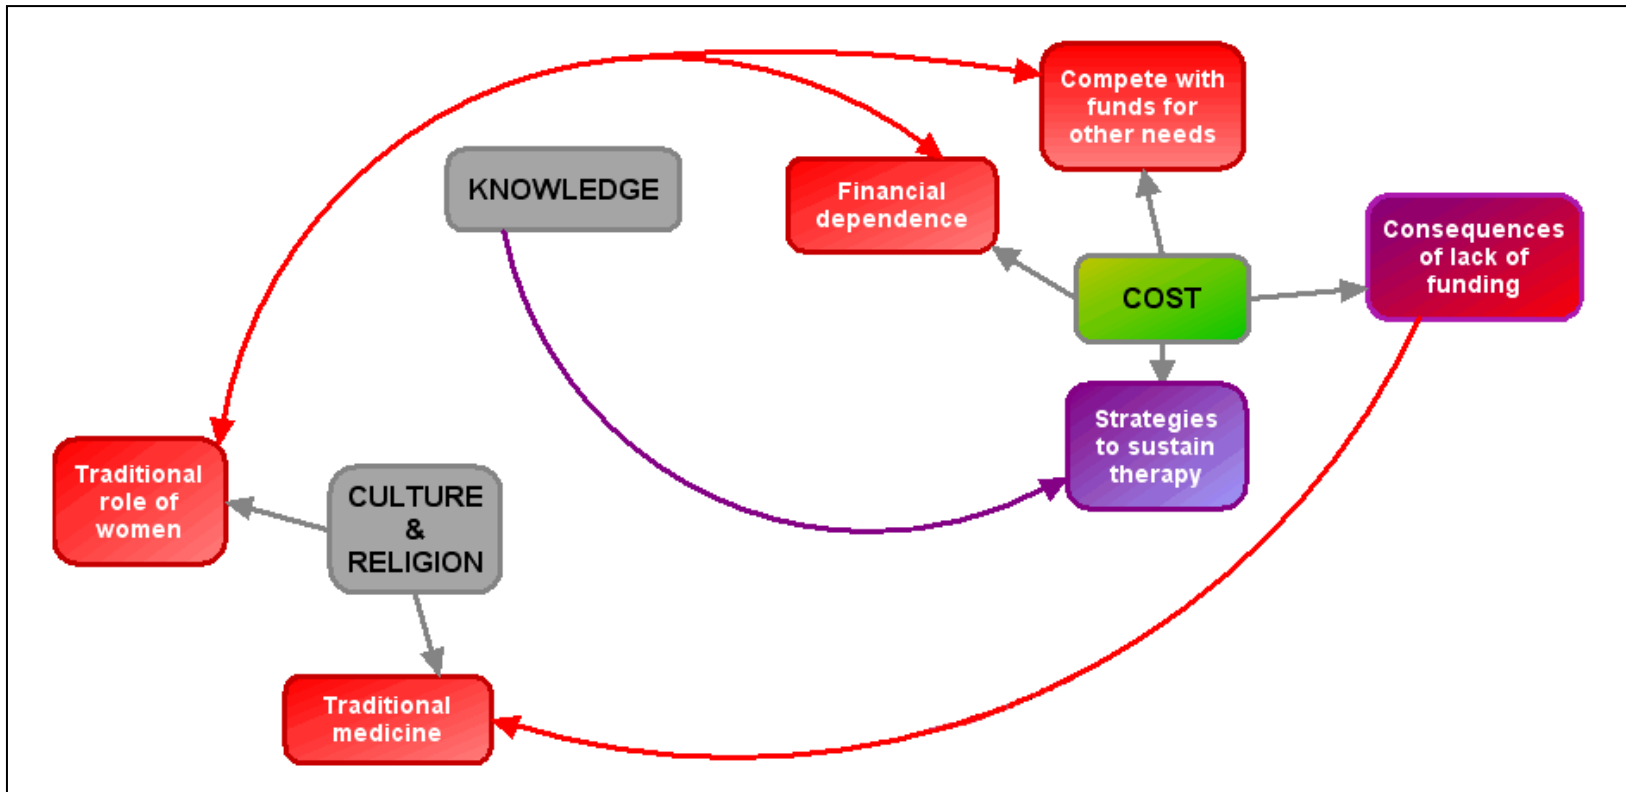 Compete with
funds for
other needs
KNOWLEDGE
Financial
dependence
Consequences
of lack of
funding
COST
Strategies
to sustain
therapy
Traditional
role of
women
CULTURE
&
RELIGION
Traditional
medicine